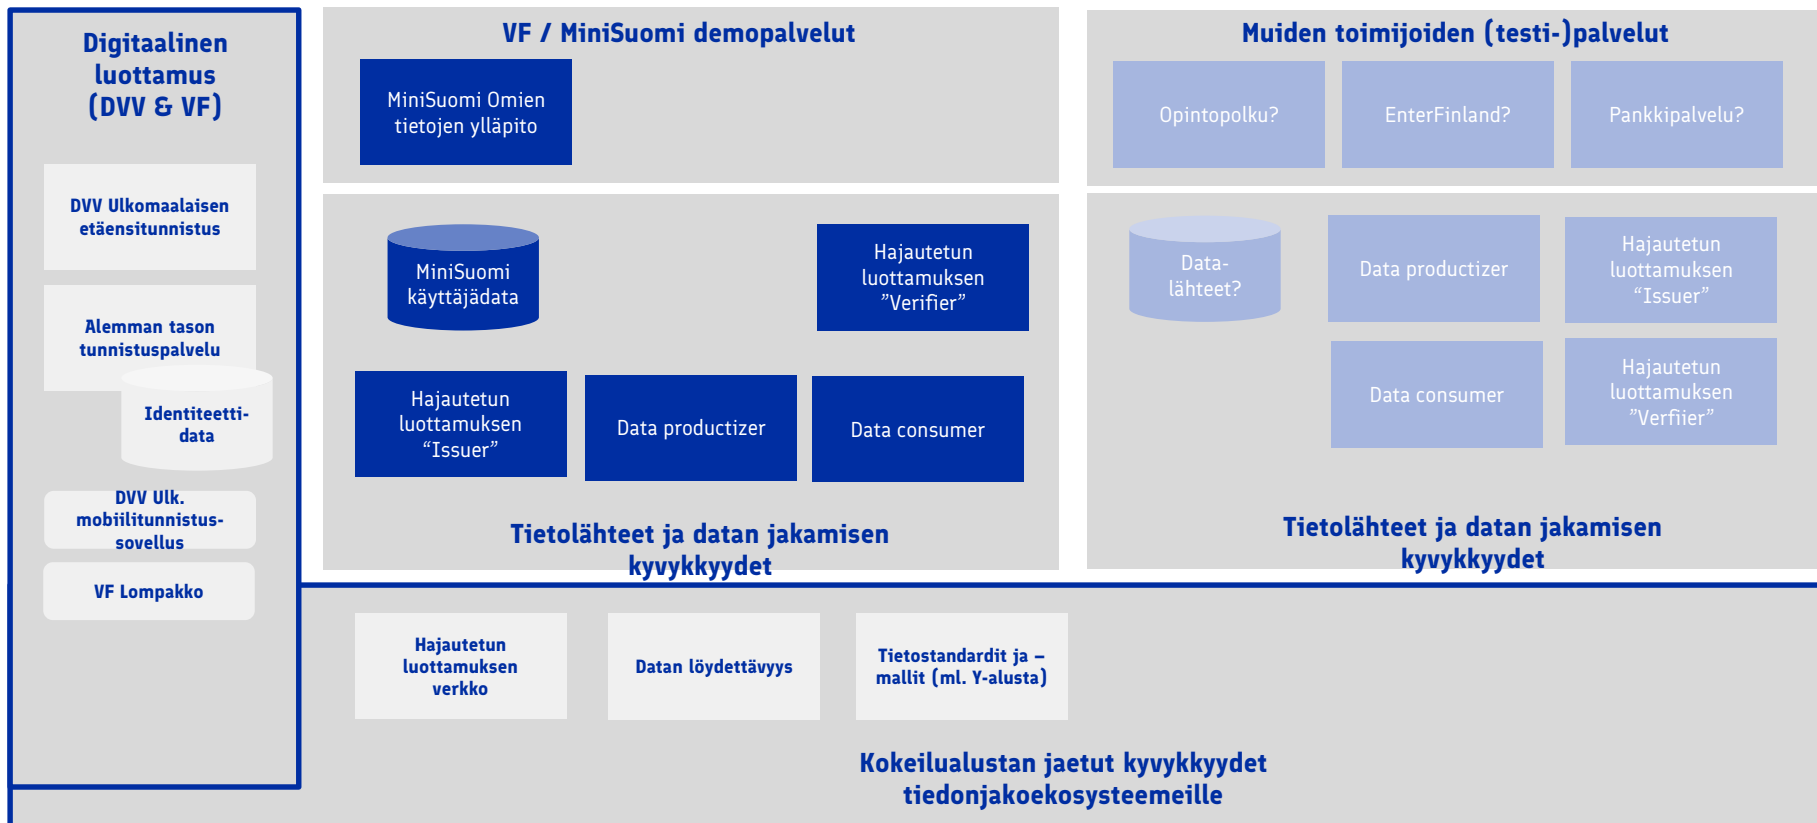 Digitaalinen
luottamus
(DVV & VF)
DVV Ulkomaalaisen
etäensitunnistus
Alemman tason
tunnistuspalvelu
Identiteetti-
data
DVV Ulk.
mobiilitunnistus-
sovellus
VF Lompakko
VF / MiniSuomi demopalvelut
MiniSuomi Omien
tietojen ylläpito
MiniSuomi
käyttäjädata
Hajautetun
luottamuksen
”Verifier”
Hajautetun
luottamuksen
“Issuer”
Data productizer
Data consumer
Tietolähteet ja datan jakamisen
kyvykkyydet
Muiden toimijoiden (testi-)palvelut
Opintopolku?
EnterFinland?
Pankkipalvelu?
Data-
lähteet?
Data productizer
Hajautetun
luottamuksen
“Issuer”
Data consumer
Hajautetun
luottamuksen
”Verfiier”
Tietolähteet ja datan jakamisen
kyvykkyydet
Hajautetun
luottamuksen
verkko
Datan löydettävyys
Tietostandardit ja –
mallit (ml. Y-alusta)
Kokeilualustan jaetut kyvykkyydet
tiedonjakoekosysteemeille